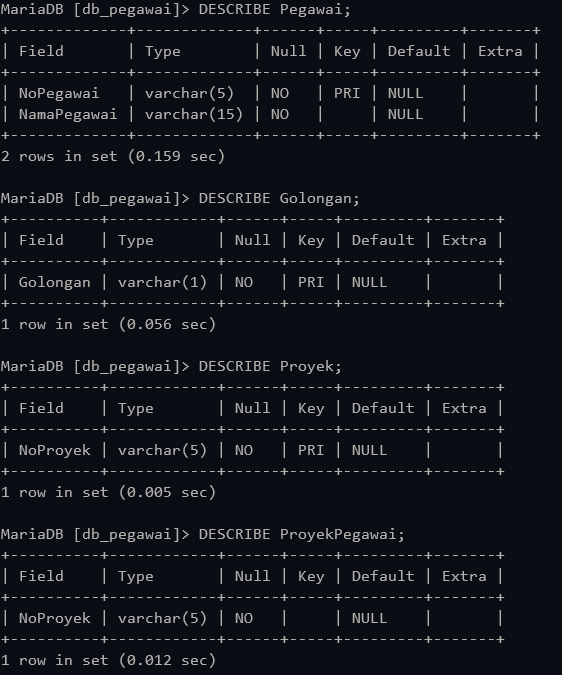 MariaDB [db_pegawai]> DESCRIBE Pegawai;
+-------------+-------------+------+-----+---------+-------+
| Field       | Type        | Null | Key | Default | Extra |
+-------------+-------------+------+-----+---------+-------+
| NoPegawai   | varchar(5)  | NO   | PRI | NULL    |       |
| NamaPegawai | varchar(15) | NO   |     | NULL    |       |
+-------------+-------------+------+-----+---------+-------+
2 rows in set (0.159 sec)
MariaDB [db_pegawai]> DESCRIBE Golongan;
+----------+------------+------+-----+---------+-------+
| Field    | Type       | Null | Key | Default | Extra |
+----------+------------+------+-----+---------+-------+
| Golongan | varchar(1) | NO   | PRI | NULL    |       |
+----------+------------+------+-----+---------+-------+
1 row in set (0.056 sec)
MariaDB [db_pegawai]> DESCRIBE Proyek;
+----------+------------+------+-----+---------+-------+
| Field    | Type       | Null | Key | Default | Extra |
+----------+------------+------+-----+---------+-------+
| NoProyek | varchar(5) | NO   | PRI | NULL    |       |
+----------+------------+------+-----+---------+-------+
1 row in set (0.005 sec)
MariaDB [db_pegawai]> DESCRIBE ProyekPegawai;
+----------+------------+------+-----+---------+-------+
| Field    | Type       | Null | Key | Default | Extra |
+----------+------------+------+-----+---------+-------+
| NoProyek | varchar(5) | NO   |     | NULL    |       |
+----------+------------+------+-----+---------+-------+
1 row in set (0.012 sec)